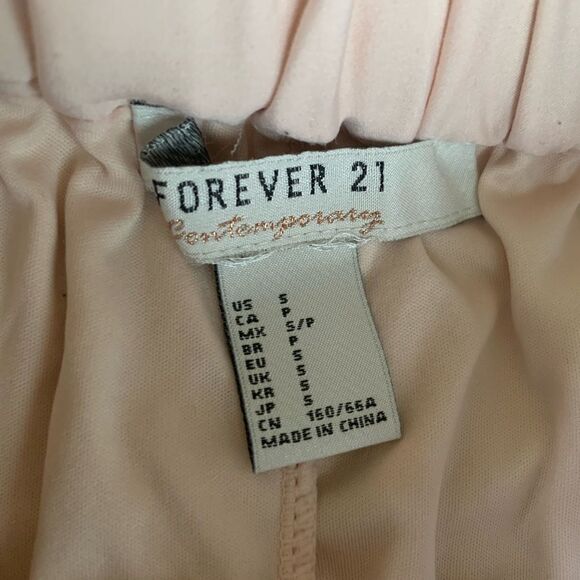 FOREVER 21
Contemporary
US S
CA P
MX S/P
BR P
EU S
UK S
KR S
JP S
CN 160/66A
MADE IN CHINA